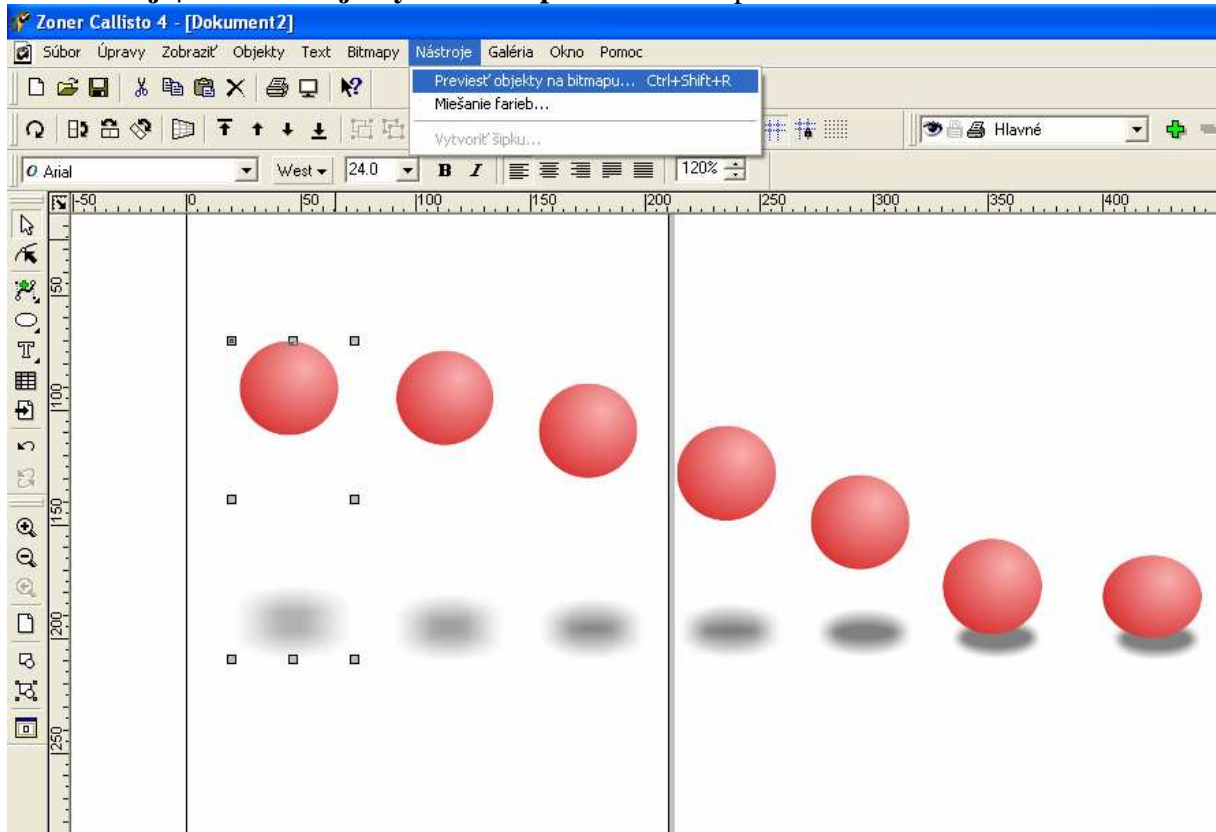 Zoner Callisto 4 - [Dokument2]
Súbor Úpravy Zobraziť Objekty Text Bitmapy Nástroje Galéria Okno Pomoc
Previesť objekty na bitmapu... Ctrl+Shift+R
Miešanie farieb...
Vytvoriť šípku...
Hlavné
O Arial West 24.0 B I 120%
-50 0 50 100 150 200 250 300 350 400
50
100
150
200
250